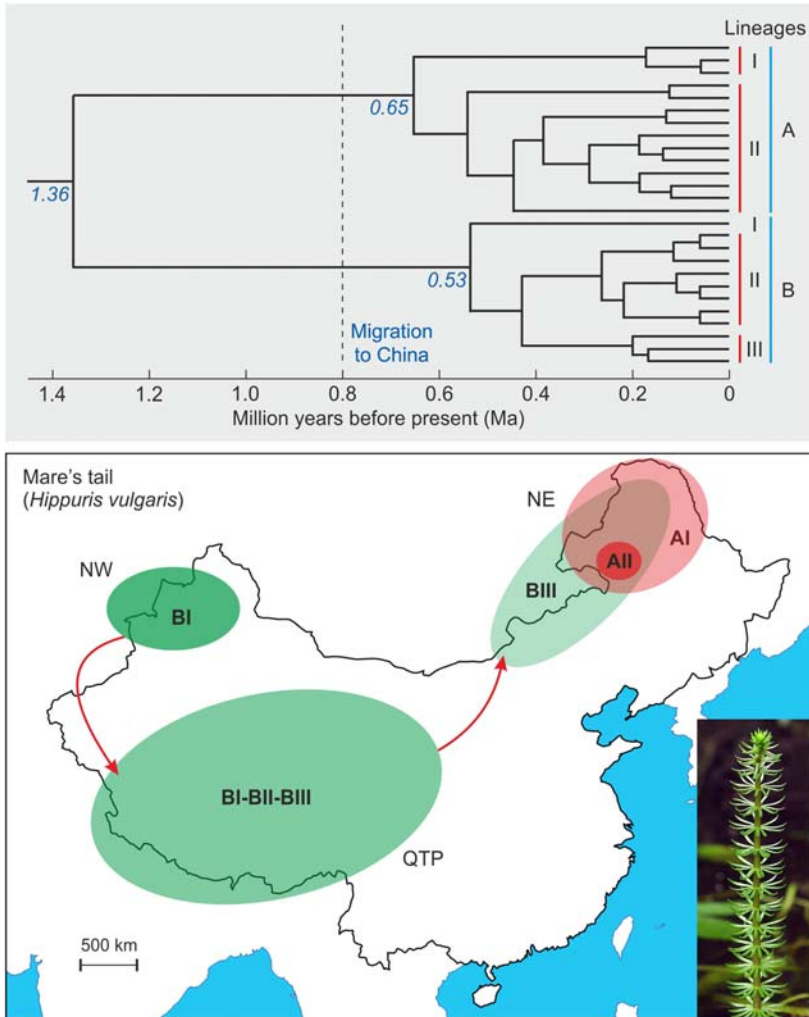 Lineages
I
A
0.65
II
1.36
I
II
B
0.53
Migration
to China
III
1.4 1.2 1.0 0.8 0.6 0.4 0.2 0
Million years before present (Ma)
Mare's tail
(Hippuris vulgaris)
NE
NW
AI
AII
BIII
BI
BI-BII-BIII
QTP
500 km